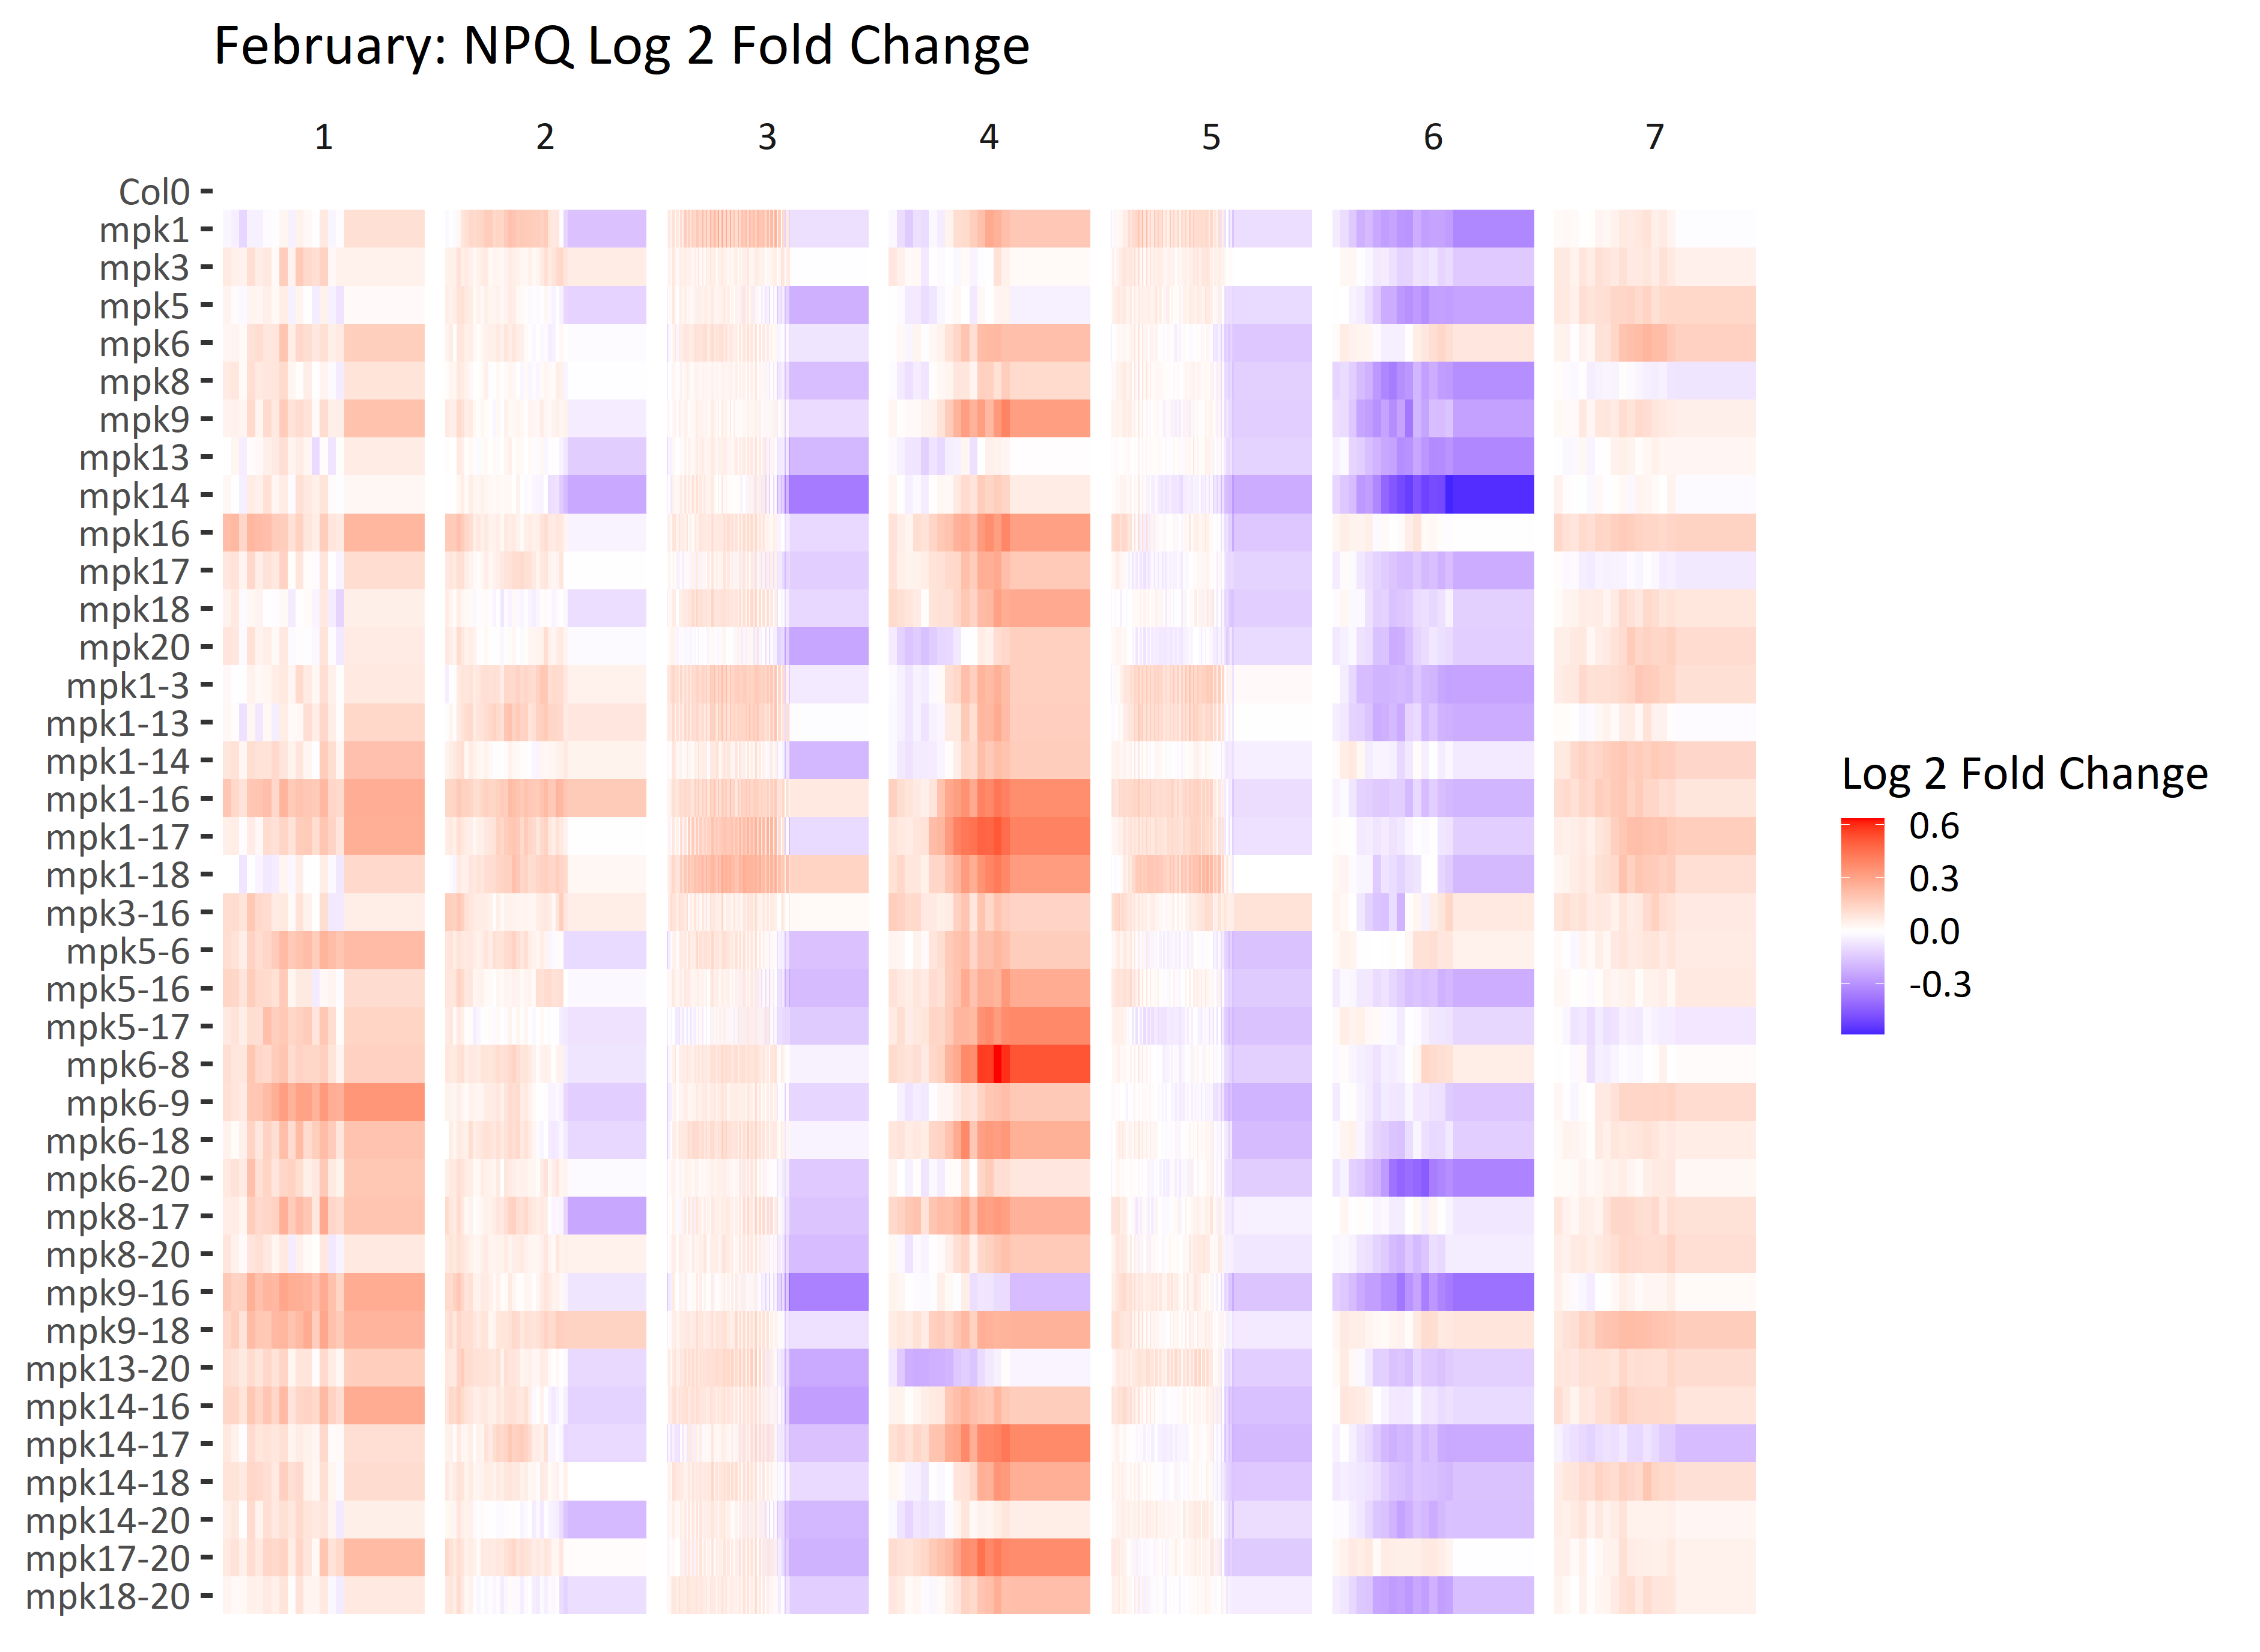 February: NPQ Log 2 Fold Change
1 2 3 4 5 6 7
Col0
mpk1
mpk3
mpk5
mpk6
mpk8
mpk9
mpk13
mpk14
mpk16
mpk17
mpk18
mpk20
mpk1-3
mpk1-13
mpk1-14
mpk1-16
mpk1-17
mpk1-18
mpk3-16
mpk5-6
mpk5-16
mpk5-17
mpk6-8
mpk6-9
mpk6-18
mpk6-20
mpk8-17
mpk8-20
mpk9-16
mpk9-18
mpk13-20
mpk14-16
mpk14-17
mpk14-18
mpk14-20
mpk17-20
mpk18-20
Log 2 Fold Change
0.6
0.3
0.0
-0.3